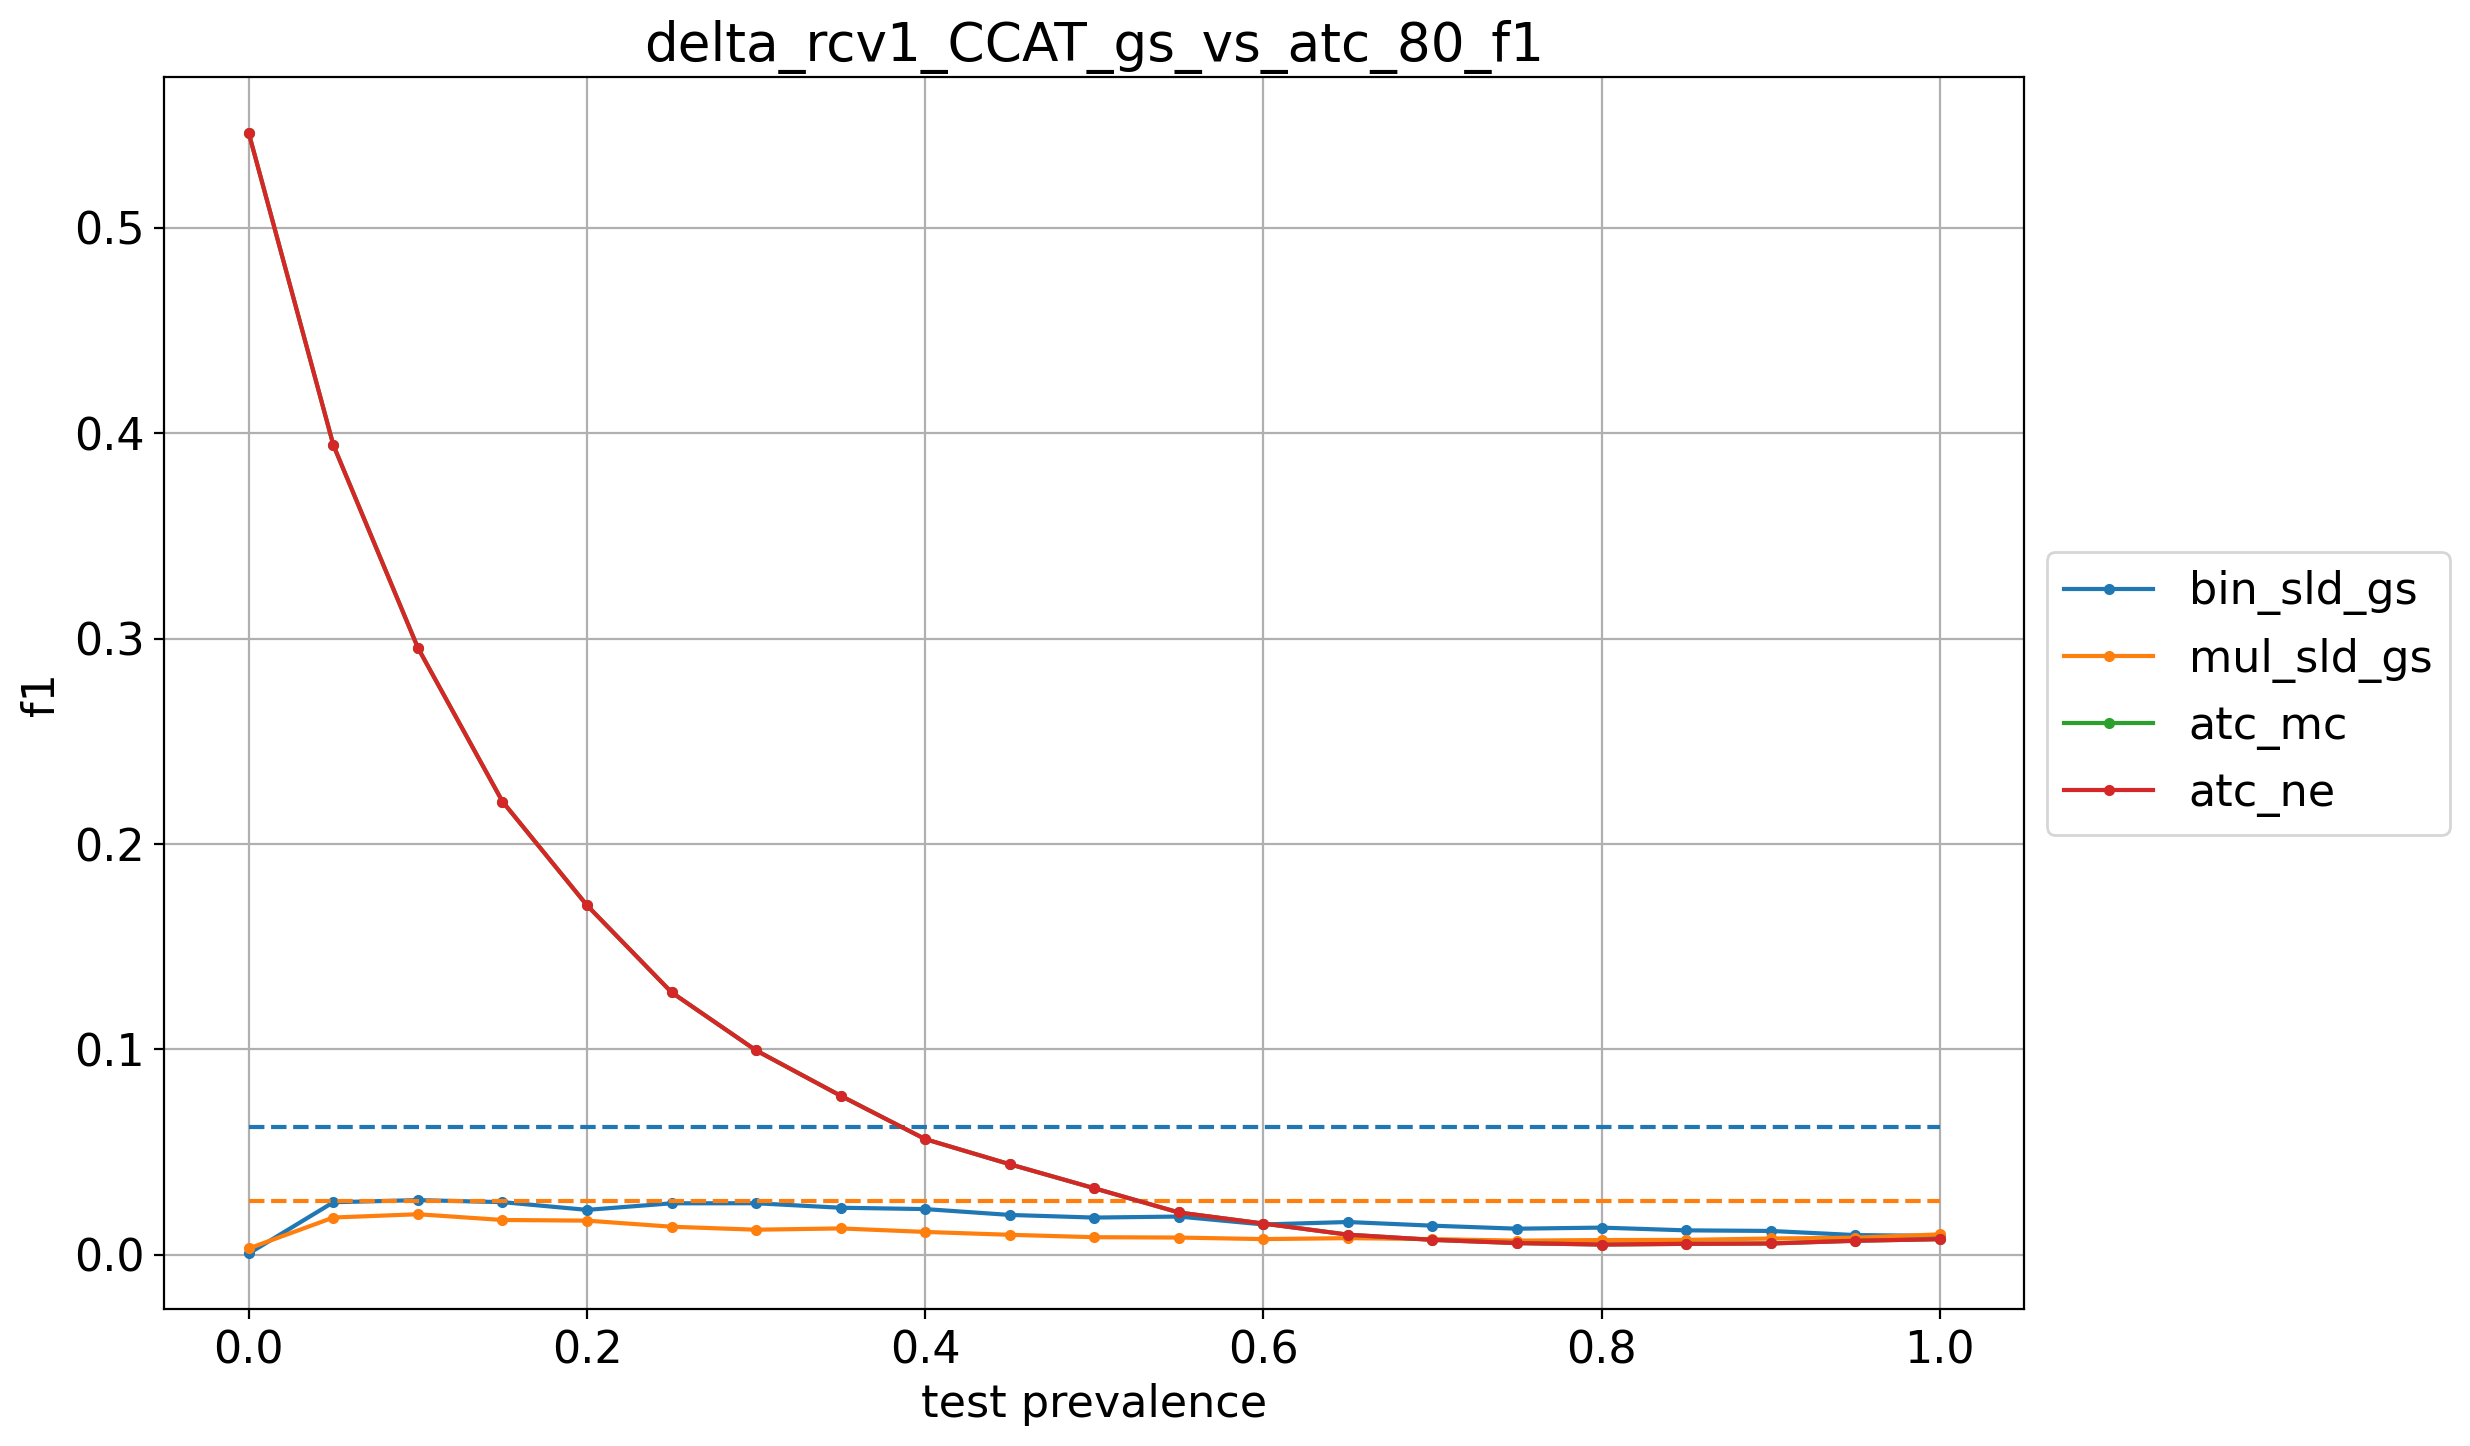 delta_rcv1_CCAT_gs_vs_atc_80_f1
f1
0.5
0.4
0.3
0.2
0.1
0.0
0.0 0.2 0.4 0.6 0.8 1.0
test prevalence
bin_sld_gs
mul_sld_gs
atc_mc
atc_ne